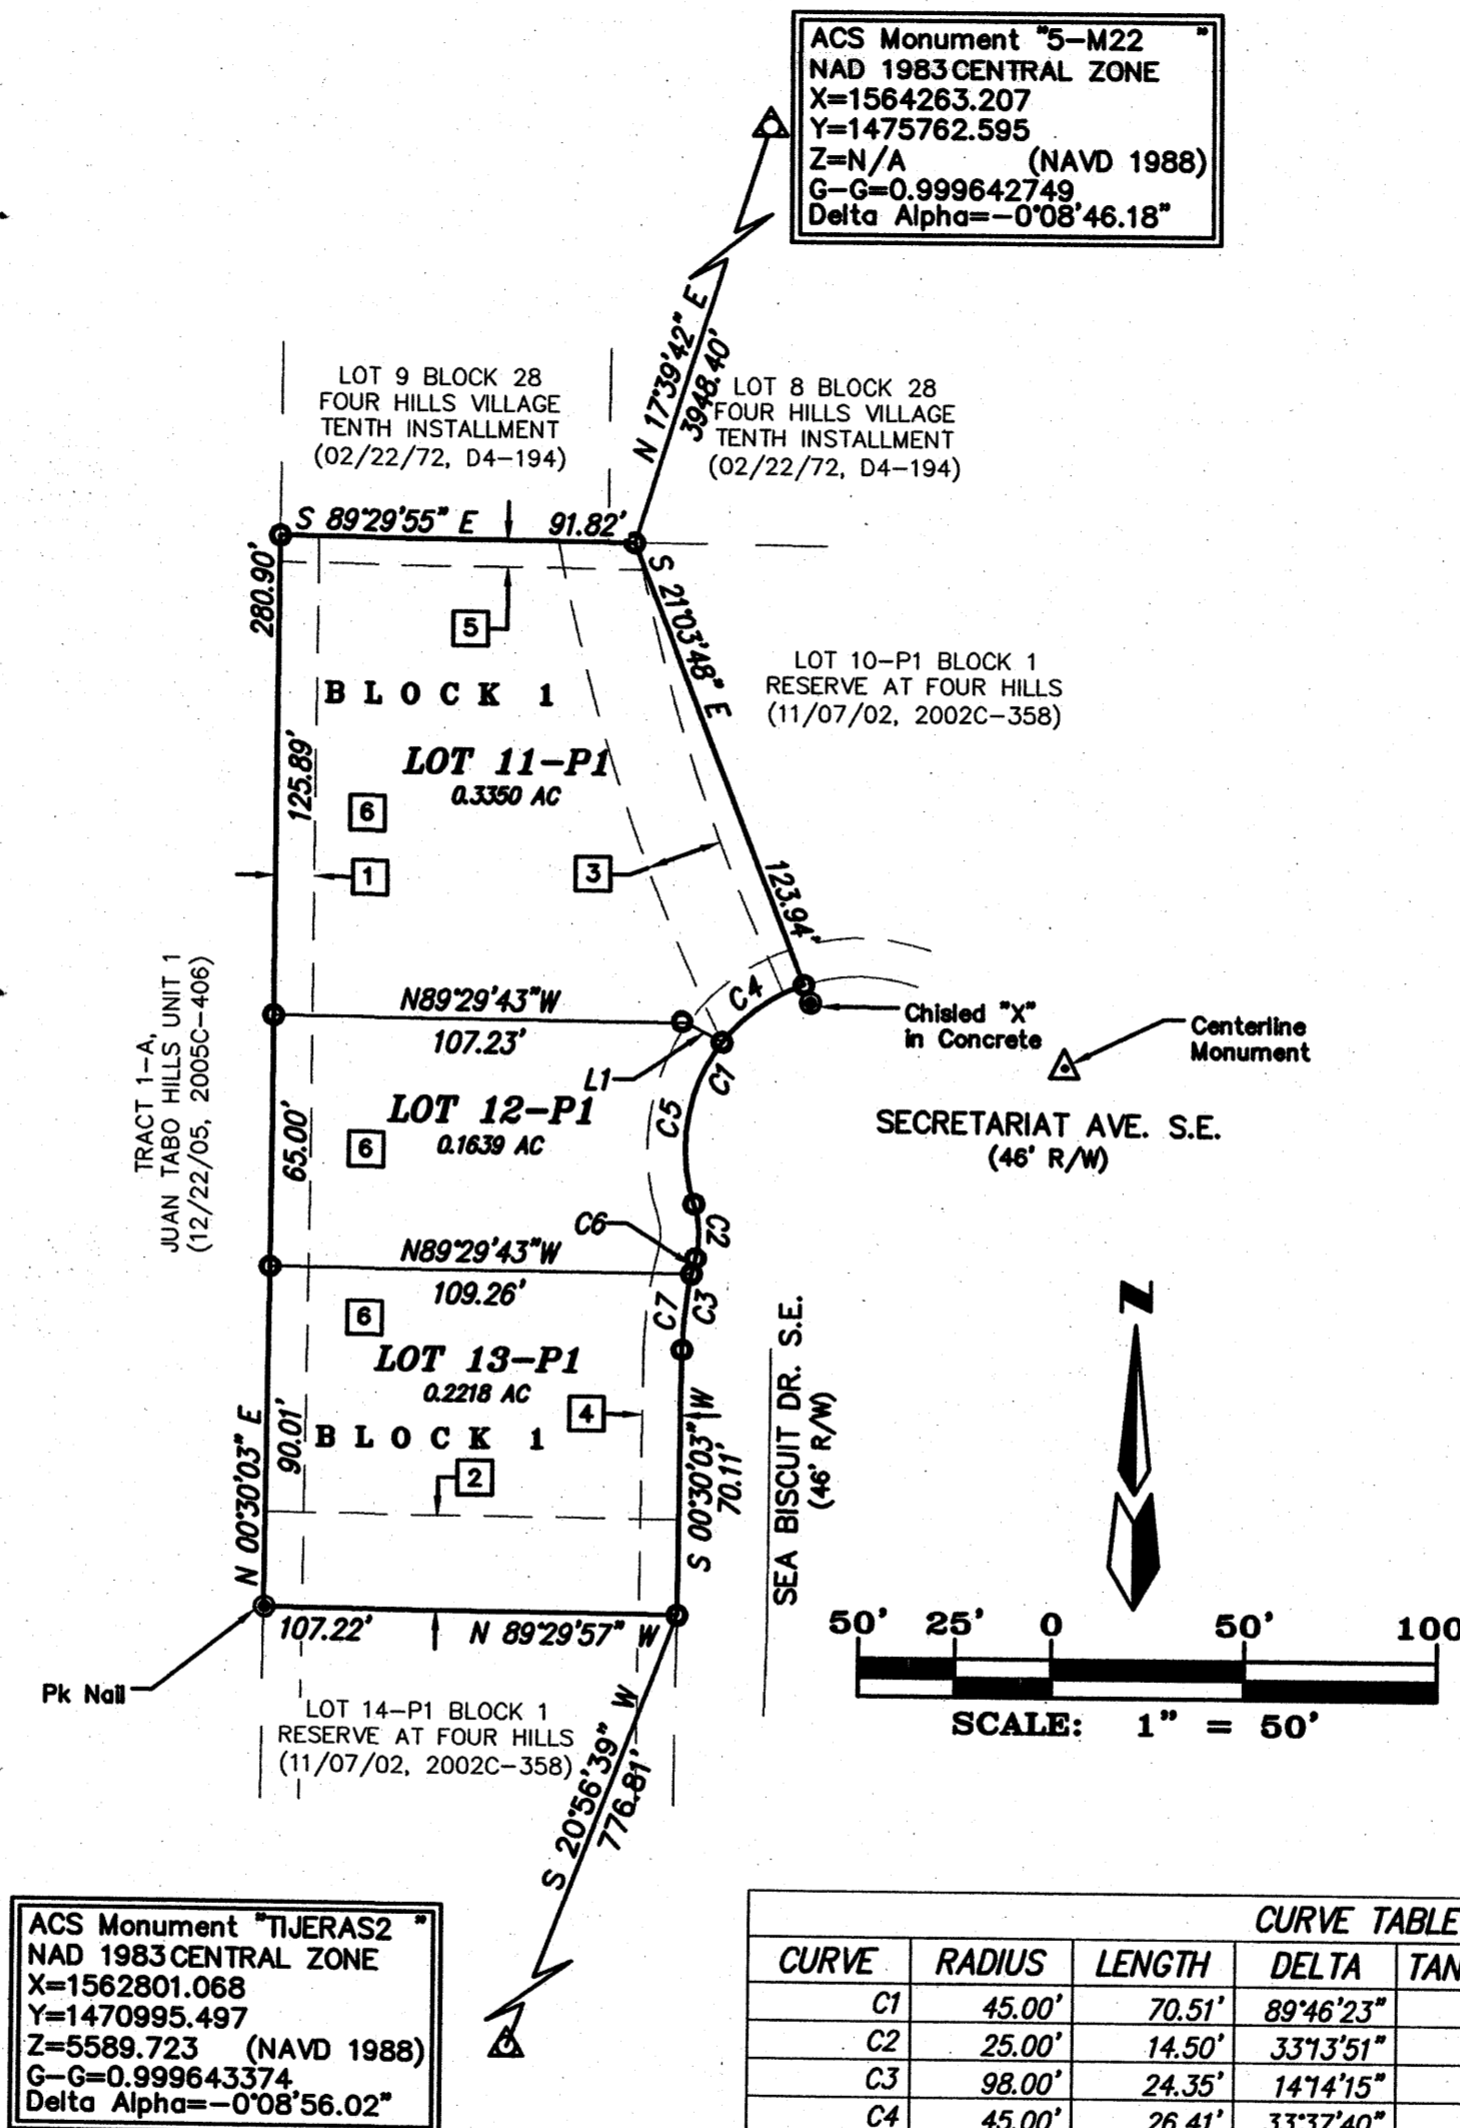 ACS Monument "5-M22 "
NAD 1983 CENTRAL ZONE
X=1564263.207
Y=1475762.595
Z=N/A (NAVD 1988)
G-G=0.999642749
Delta Alpha=-0°08'46.18"
N 17°39'42" E
3948.40'
LOT 9 BLOCK 28
FOUR HILLS VILLAGE
TENTH INSTALLMENT
(02/22/72, D4-194)
LOT 8 BLOCK 28
FOUR HILLS VILLAGE
TENTH INSTALLMENT
(02/22/72, D4-194)
S 89°29'55" E 91.82'
280.90'
5
S 21°03'48" E
123.94'
LOT 10-P1 BLOCK 1
RESERVE AT FOUR HILLS
(11/07/02, 2002C-358)
BLOCK 1
LOT 11-P1
0.3350 AC
125.89'
6
1
3
TRACT 1-A,
JUAN TABO HILLS UNIT 1
(12/22/05, 2005C-406)
N89°29'43"W
107.23'
C4
L1
C1
Chisled "X"
in Concrete
Centerline
Monument
SECRETARIAT AVE. S.E.
(46' R/W)
C5
LOT 12-P1
0.1639 AC
65.00'
6
C6
C2
N89°29'43"W
109.26'
6
C7
C3
LOT 13-P1
0.2218 AC
4
BLOCK 1
2
90.01'
N 00°30'03" E
S 00°30'03" W
70.11'
SEA BISCUIT DR. S.E.
(46' R/W)
N
107.22' N 89°29'57" W
Pk Nail
LOT 14-P1 BLOCK 1
RESERVE AT FOUR HILLS
(11/07/02, 2002C-358)
S 20°56'39" W
776.81'
50' 25' 0 50' 100
SCALE: 1" = 50'
ACS Monument "TIJERAS2 "
NAD 1983 CENTRAL ZONE
X=1562801.068
Y=1470995.497
Z=5589.723 (NAVD 1988)
G-G=0.999643374
Delta Alpha=-0°08'56.02"
CURVE TABLE
CURVE RADIUS LENGTH DELTA TAN
C1 45.00' 70.51' 89°46'23"
C2 25.00' 14.50' 33°13'51"
C3 98.00' 24.35' 14°14'15"
C4 45.00' 26.41' 33°37'40"